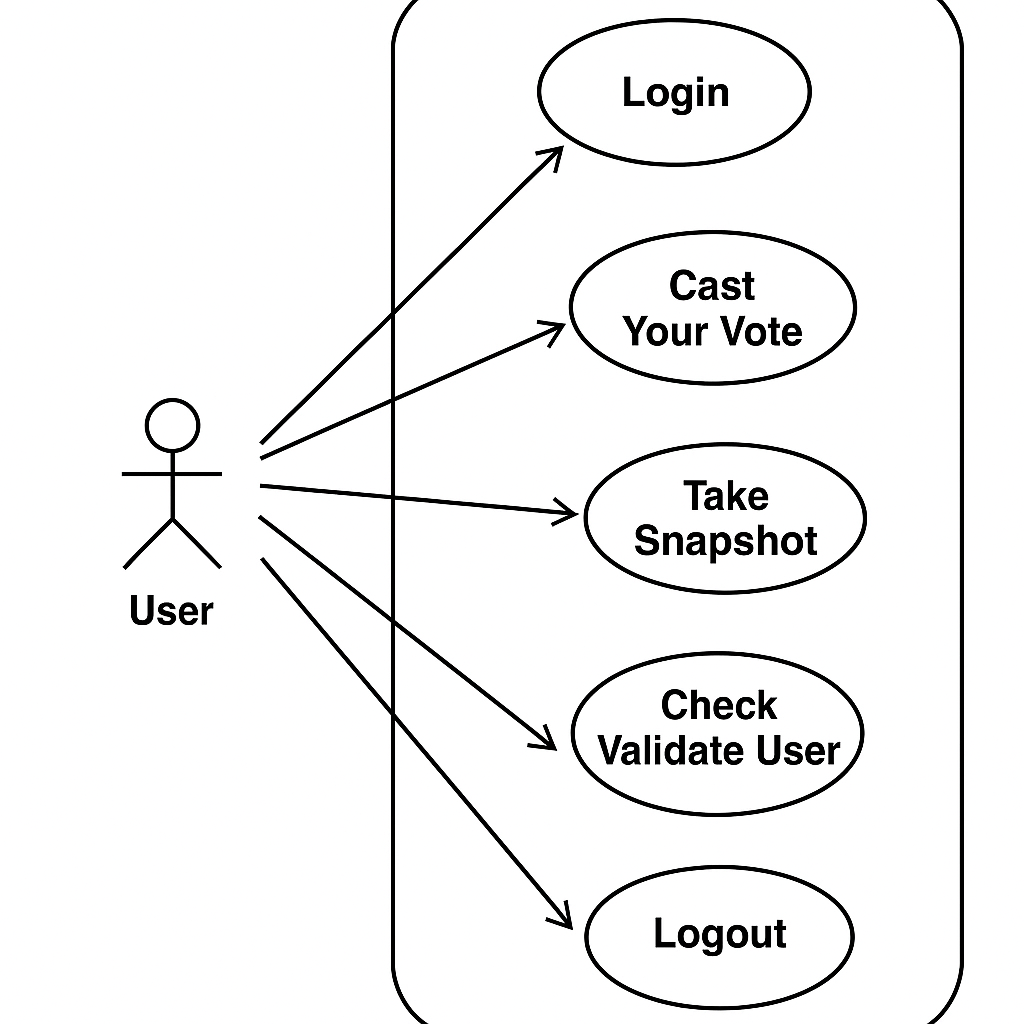 Login
Cast
Your Vote
Take
Snapshot
User
Check
Validate User
Logout